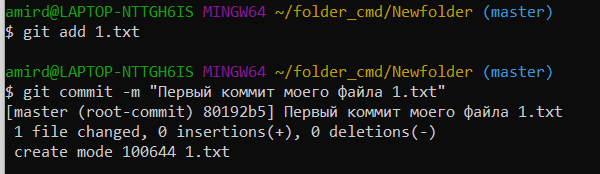 amird@LAPTOP-NTTGH6IS MINGW64 ~/folder_cmd/Newfolder (master)
$ git add 1.txt
amird@LAPTOP-NTTGH6IS MINGW64 ~/folder_cmd/Newfolder (master)
$ git commit -m "Первый коммит моего файла 1.txt"
[master (root-commit) 80192b5] Первый коммит моего файла 1.txt
1 file changed, 0 insertions(+), 0 deletions(-)
create mode 100644 1.txt